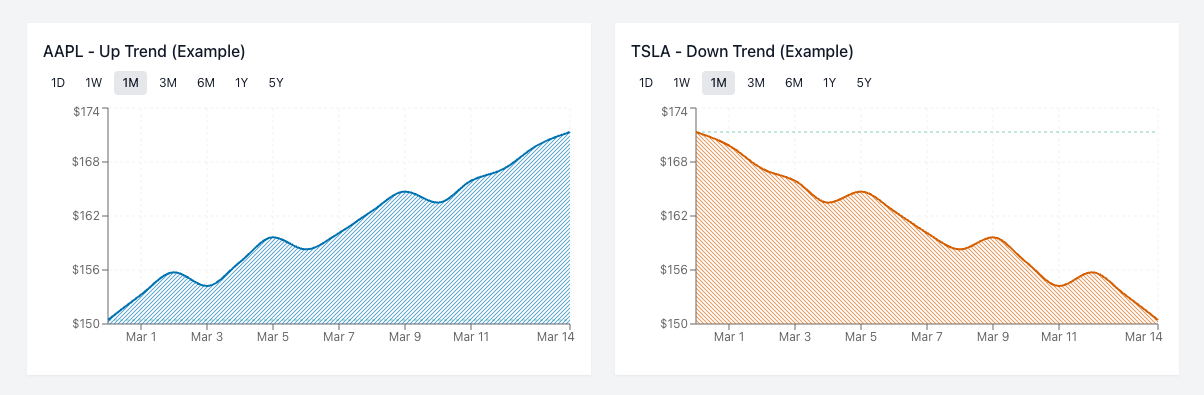 AAPL - Up Trend (Example)
1D 1W 1M 3M 6M 1Y 5Y
$174
$168
$162
$156
$150
Mar 1 Mar 3 Mar 5 Mar 7 Mar 9 Mar 11 Mar 14
TSLA - Down Trend (Example)
1D 1W 1M 3M 6M 1Y 5Y
$174
$168
$162
$156
$150
Mar 1 Mar 3 Mar 5 Mar 7 Mar 9 Mar 11 Mar 14